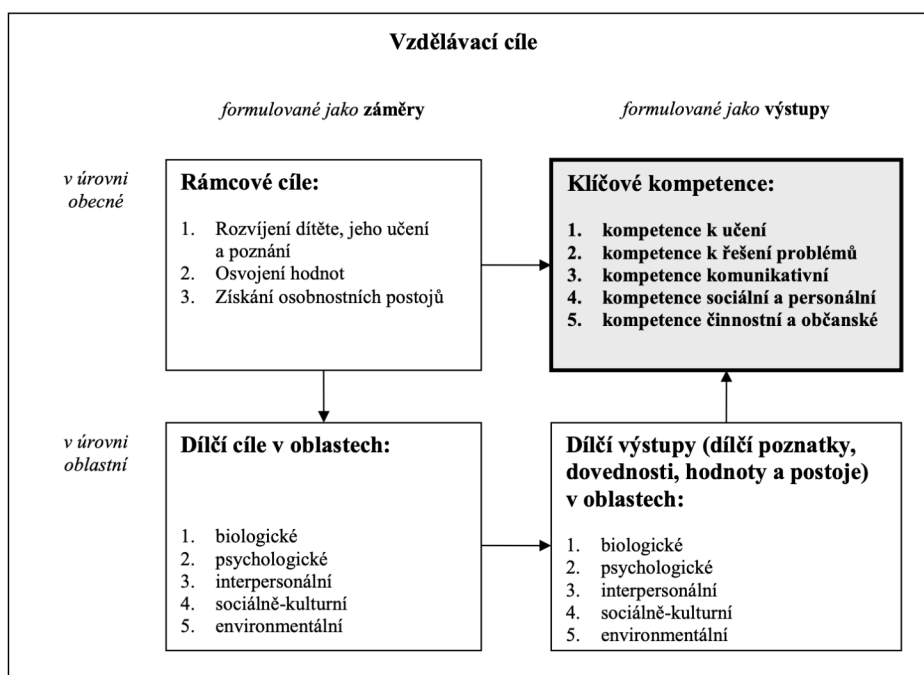 Vzdělávací cíle
formulované jako záměry
formulované jako výstupy
v úrovni
obecné
Rámcové cíle:
1. Rozvíjení dítěte, jeho učení
a poznání
2. Osvojení hodnot
3. Získání osobnostních postojů
Klíčové kompetence:
1. kompetence k učení
2. kompetence k řešení problémů
3. kompetence komunikativní
4. kompetence sociální a personální
5. kompetence činnostní a občanské
v úrovni
oblastní
Dílčí cíle v oblastech:
1. biologické
2. psychologické
3. interpersonální
4. sociálně-kulturní
5. environmentální
Dílčí výstupy (dílčí poznatky,
dovednosti, hodnoty a postoje)
v oblastech:
1. biologické
2. psychologické
3. interpersonální
4. sociálně-kulturní
5. environmentální